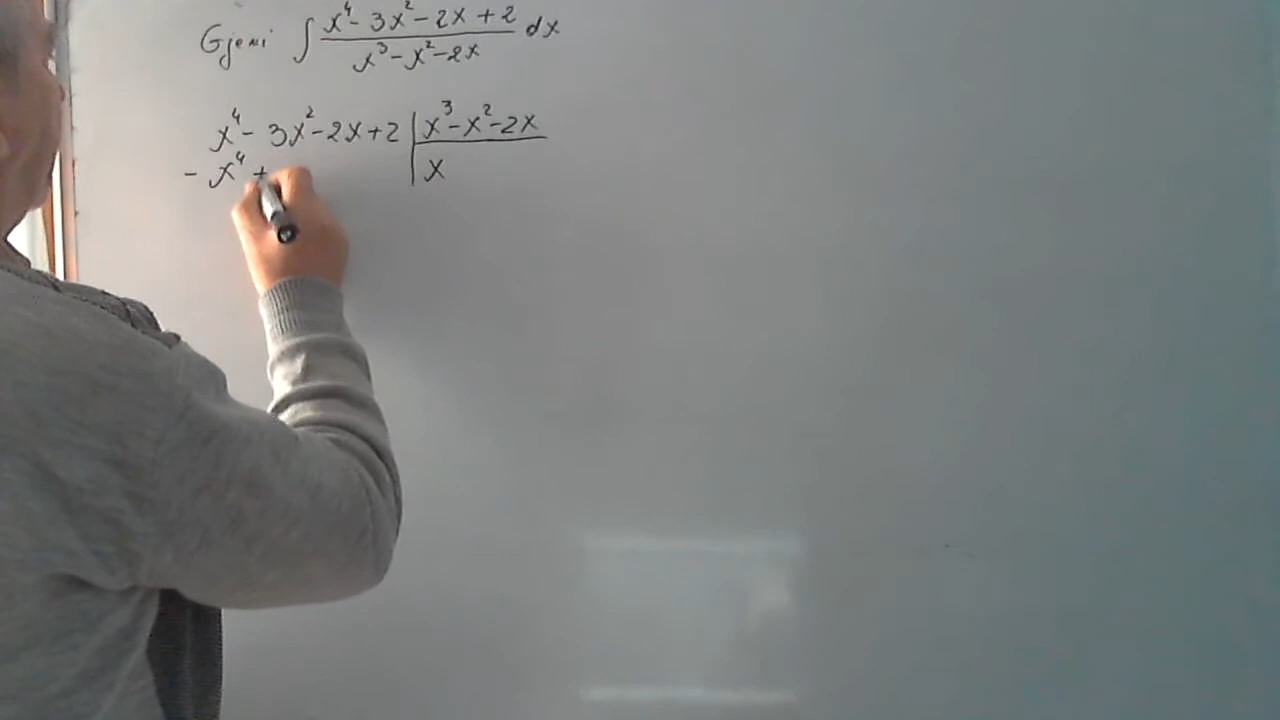 Gjeni ∫ (x⁴ - 3x² - 2x + 2)/(x³ - x² - 2x) dx
x⁴ - 3x² - 2x + 2 | x³ - x² - 2x
- x⁴ + | x